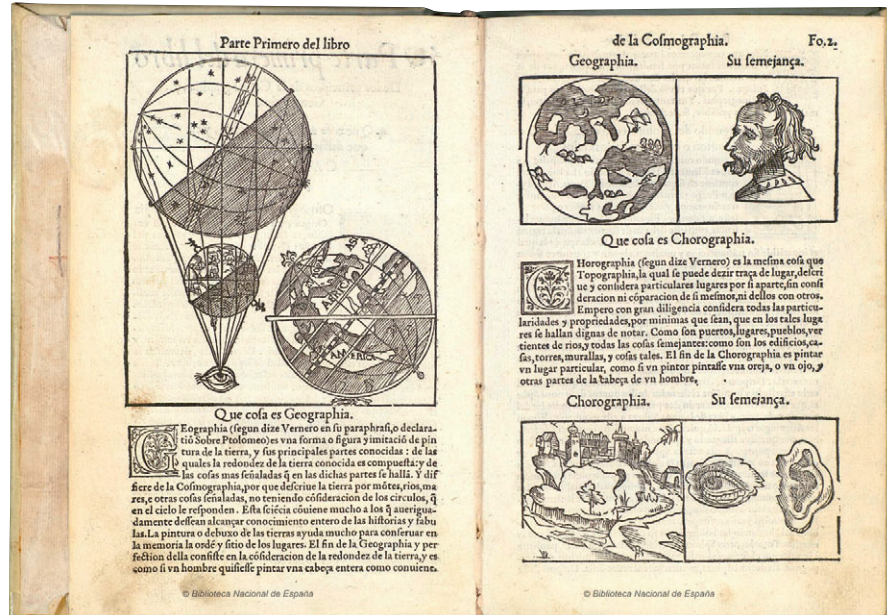 Parte Primero del libro
AFRICA
AMERICA
Que cosa es Geographia.
GEographia (segun dize Vernero en su paraphrasi, o declara-
tiō Sobre Ptolomeo) es vna forma o figura y imitació de pin
tura de la tierra, y sus principales partes conocidas : de las
quales la redondez de la tierra conocida es compuesta: y de
las cosas mas señaladas q̄ en las dichas partes se hallā. Y dif
fiere de la Cosmographia, por que descriue la tierra por mōtes, rios, ma
res, e otras cosas señaladas, no teniendo cōsideracion de los circulos, q̄
en el cielo le responden. Esta sciēcia cōuiene mucho a los q̄ auerigua-
damente dessean alcançar conocimiento entero de las historias y fabu
las. La pintura o debuxo de las tierras ayuda mucho para conseruar en
la memoria la ordē y sitio de los lugares. El fin de la Geographia y per
fection della consiste en la cōsideracion de la redondez de la tierra, y es
como si vn hombre quisiesse pintar vna cabeça entera como conuiene.
© Biblioteca Nacional de España
de la Cosmographia. Fo.2.
Geographia. Su semejança.
Que cosa es Chorographia.
CHorographia (segun dize Vernero) es la mesma cosa que
Topographia, la qual se puede dezir traça de lugar, descri
ue y considera particulares lugares por si aparte, sin consi
deracion ni cōparacion de si mesmos, ni dellos con otros.
Empero con gran diligencia considera todas las particu-
laridades y propriedades, por minimas que sean, que en los tales luga
res se hallan dignas de notar. Como son puertos, lugares, pueblos, ver
tientes de rios, y todas las cosas semejantes: como son los edificios, ca-
sas, torres, murallas, y cosas tales. El fin de la Chorographia es pintar
vn lugar particular, como si vn pintor pintasse vna oreja, o vn ojo, y
otras partes de la cabeça de vn hombre.
Chorographia. Su semejança.
© Biblioteca Nacional de España